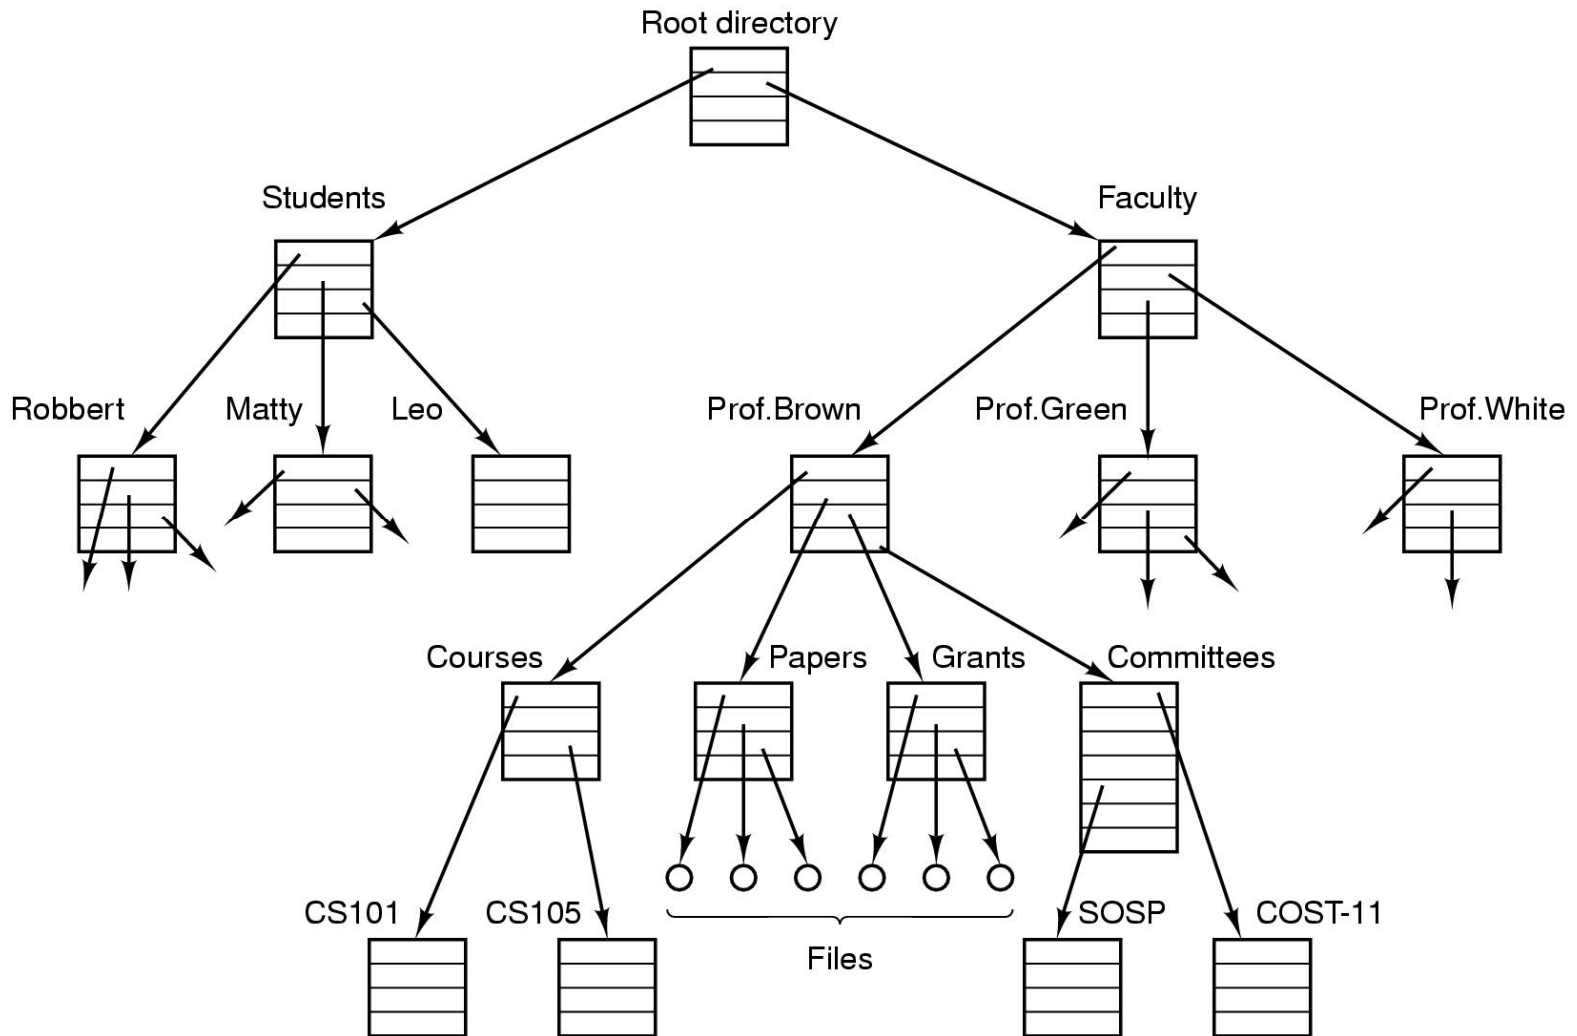 Root directory
Students
Faculty
Robbert
Matty
Leo
Prof.Brown
Prof.Green
Prof.White
Courses
Papers
Grants
Committees
CS101
CS105
SOSP
COST-11
Files